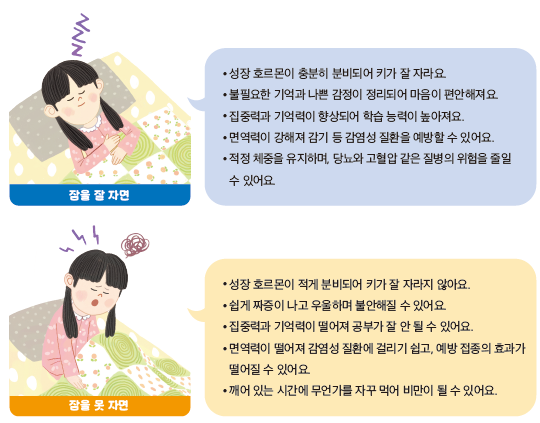 • 성장 호르몬이 충분히 분비되어 키가 잘 자라요.
• 불필요한 기억과 나쁜 감정이 정리되어 마음이 편안해져요.
• 집중력과 기억력이 향상되어 학습 능력이 높아져요.
• 면역력이 강해져 감기 등 감염성 질환을 예방할 수 있어요.
• 적정 체중을 유지하며, 당뇨와 고혈압 같은 질병의 위험을 줄일
수 있어요.
잠을 잘 자면
• 성장 호르몬이 적게 분비되어 키가 잘 자라지 않아요.
• 쉽게 짜증이 나고 우울하며 불안해질 수 있어요.
• 집중력과 기억력이 떨어져 공부가 잘 안 될 수 있어요.
• 면역력이 떨어져 감염성 질환에 걸리기 쉽고, 예방 접종의 효과가
떨어질 수 있어요.
• 깨어 있는 시간에 무언가를 자꾸 먹어 비만이 될 수 있어요.
잠을 못 자면